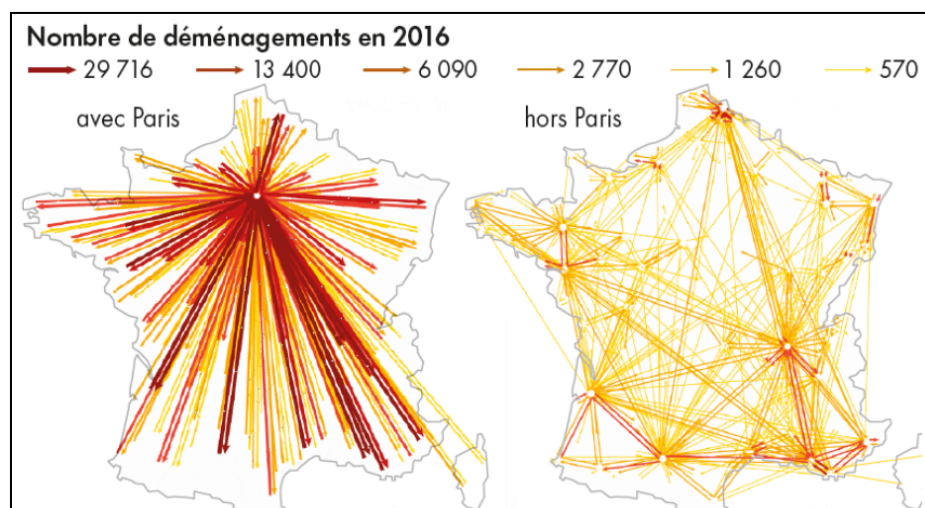 Nombre de déménagements en 2016
29 716 13 400 6 090 2 770 1 260 570
avec Paris hors Paris